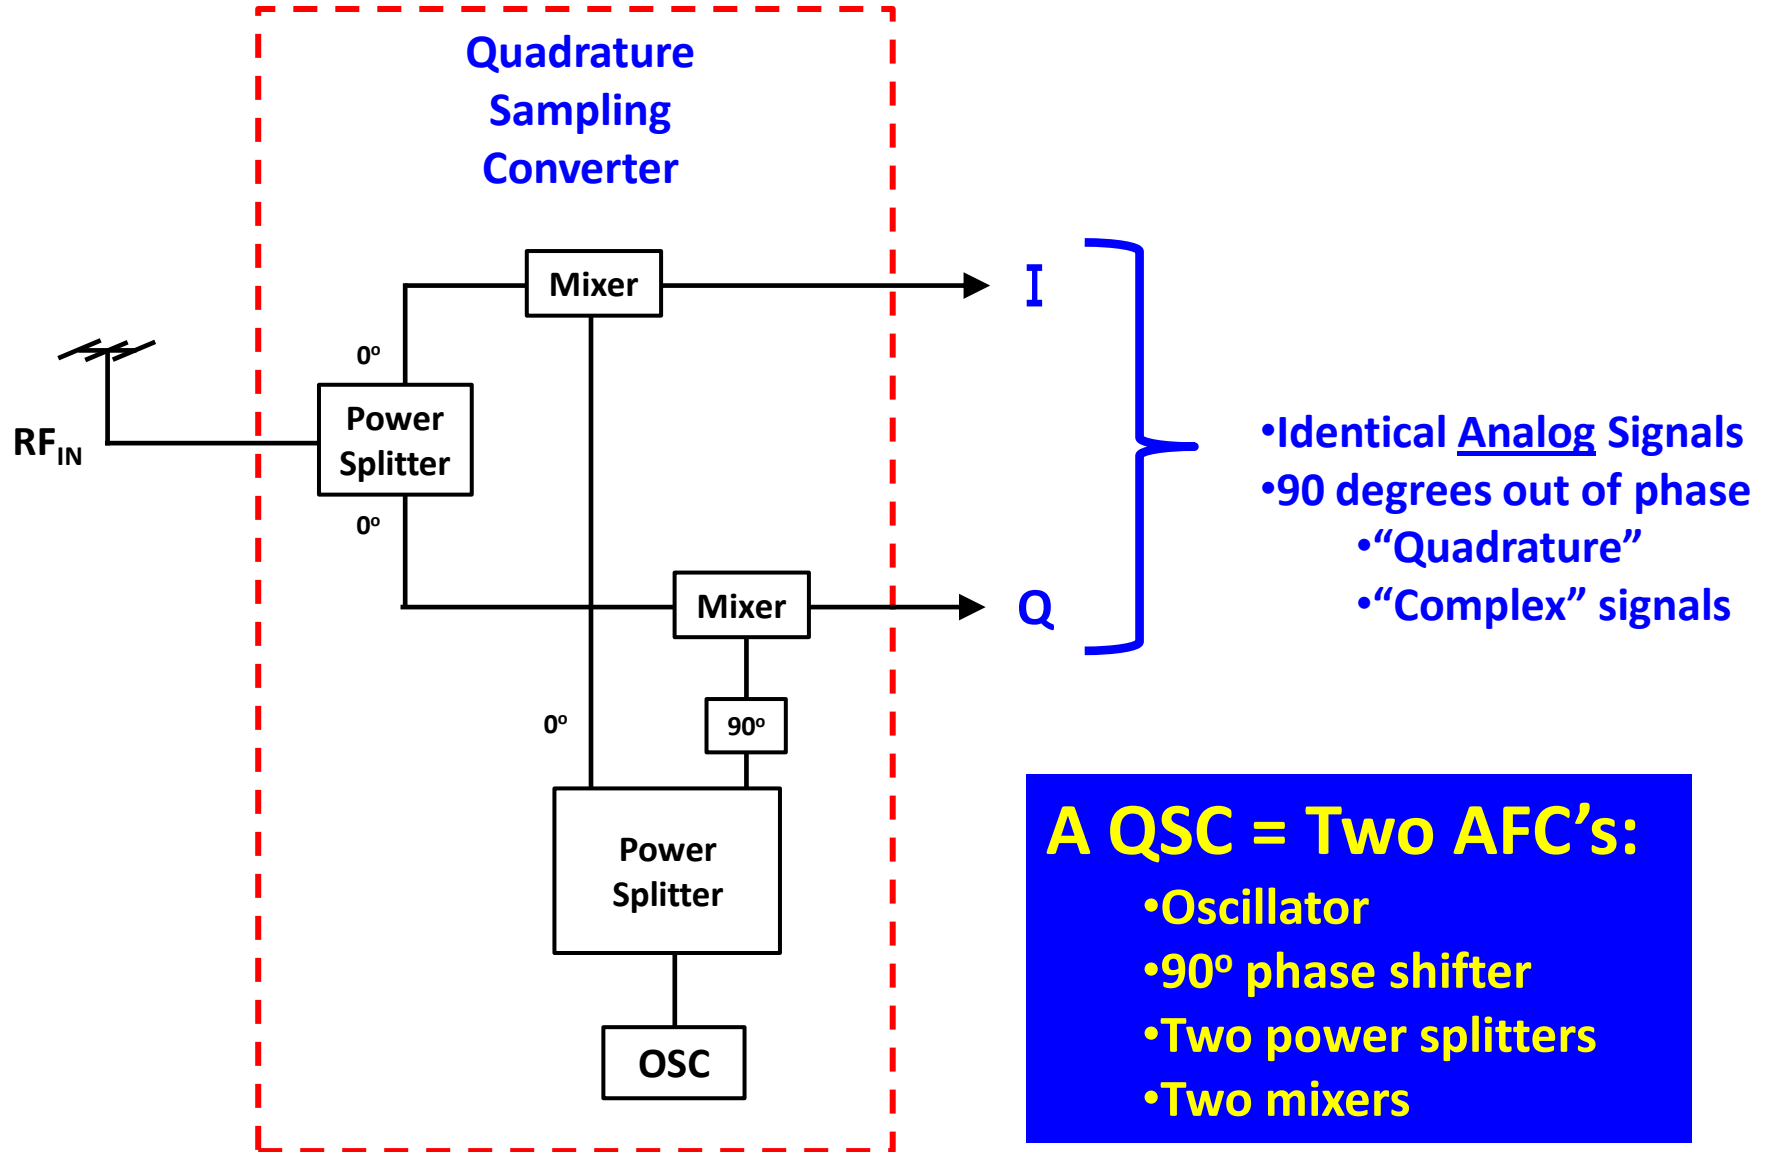 Quadrature
Sampling
Converter
Mixer
I
0º
Power
Splitter
RF_IN
0º
•Identical Analog Signals
•90 degrees out of phase
•“Quadrature”
•“Complex” signals
Mixer
Q
0º
90º
Power
Splitter
OSC
A QSC = Two AFC’s:
•Oscillator
•90º phase shifter
•Two power splitters
•Two mixers